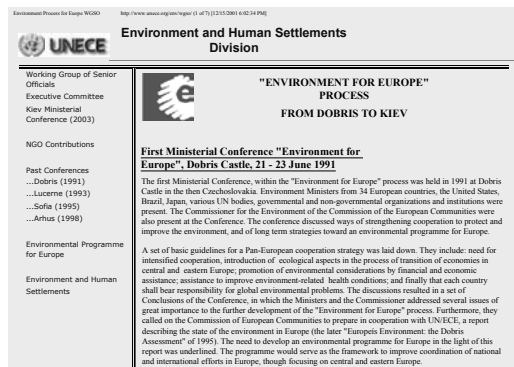 Environment Process for Europe WGSO http://www.unece.org/env/wgso/ (1 of 7) [12/15/2001 6:02:34 PM]
UNECE
Environment and Human Settlements
Division
Working Group of Senior
Officials
Executive Committee
Kiev Ministerial
Conference (2003)
NGO Contributions
Past Conferences
...Dobris (1991)
...Lucerne (1993)
...Sofia (1995)
...Arhus (1998)
Environmental Programme
for Europe
Environment and Human
Settlements
e
"ENVIRONMENT FOR EUROPE"
PROCESS
FROM DOBRIS TO KIEV
First Ministerial Conference "Environment for
Europe", Dobris Castle, 21 - 23 June 1991
The first Ministerial Conference, within the "Environment for Europe" process was held in 1991 at Dobris
Castle in the then Czechoslovakia. Environment Ministers from 34 European countries, the United States,
Brazil, Japan, various UN bodies, governmental and non-governmental organizations and institutions were
present. The Commissioner for the Environment of the Commission of the European Communities were
also present at the Conference. The conference discussed ways of strengthening cooperation to protect and
improve the environment, and of long term strategies toward an environmental programme for Europe.
A set of basic guidelines for a Pan-European cooperation strategy was laid down. They include: need for
intensified cooperation, introduction of ecological aspects in the process of transition of economies in
central and eastern Europe; promotion of environmental considerations by financial and economic
assistance; assistance to improve environment-related health conditions; and finally that each country
shall bear responsibility for global environmental problems. The discussions resulted in a set of
Conclusions of the Conference, in which the Ministers and the Commissioner addressed several issues of
great importance to the further development of the "Environment for Europe" process. Furthermore, they
called on the Commission of European Communities to prepare in cooperation with UN/ECE, a report
describing the state of the environment in Europe (the later "Europeís Environment: the Dobris
Assessment" of 1995). The need to develop an environmental programme for Europe in the light of this
report was underlined. The programme would serve as the framework to improve coordination of national
and international efforts in Europe, though focusing on central and eastern Europe.